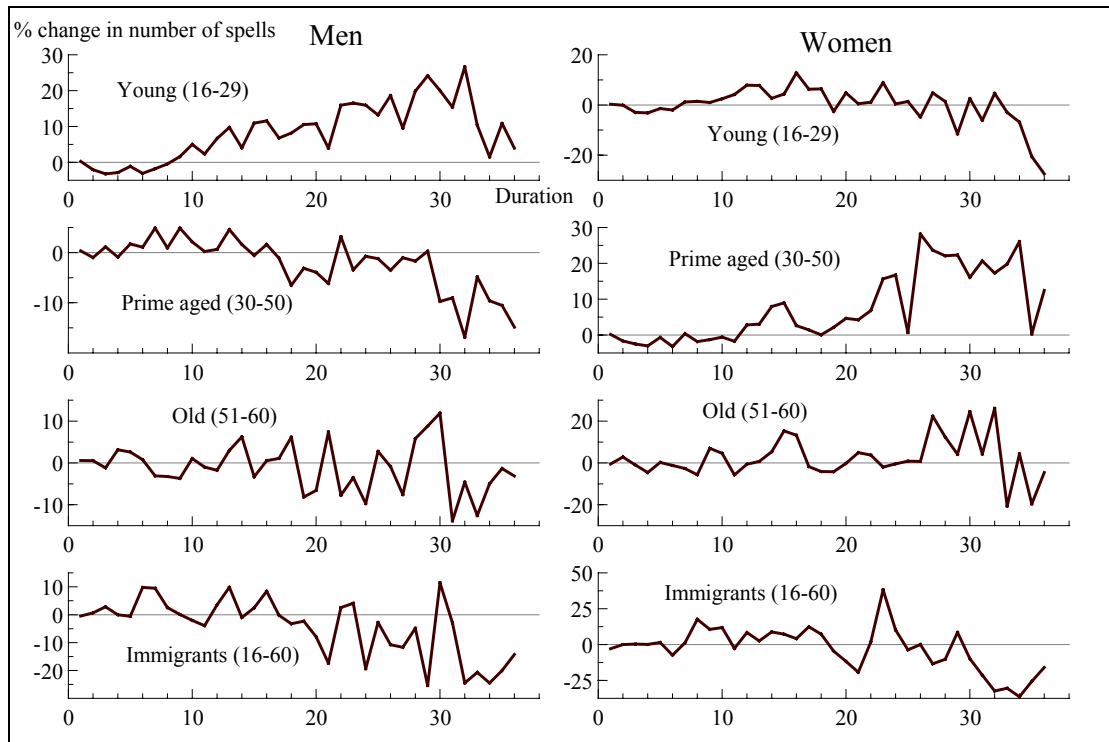 % change in number of spells
Men
Women
30
20
10
0
Young (16-29)
0 10 20 30
Duration
20
0
-20
Young (16-29)
0 10 20 30
0
-10
Prime aged (30-50)
0 10 20 30
30
20
10
0
Prime aged (30-50)
0 10 20 30
10
0
-10
Old (51-60)
0 10 20 30
20
0
-20
Old (51-60)
0 10 20 30
10
0
-10
-20
Immigrants (16-60)
0 10 20 30
50
25
0
-25
Immigrants (16-60)
0 10 20 30